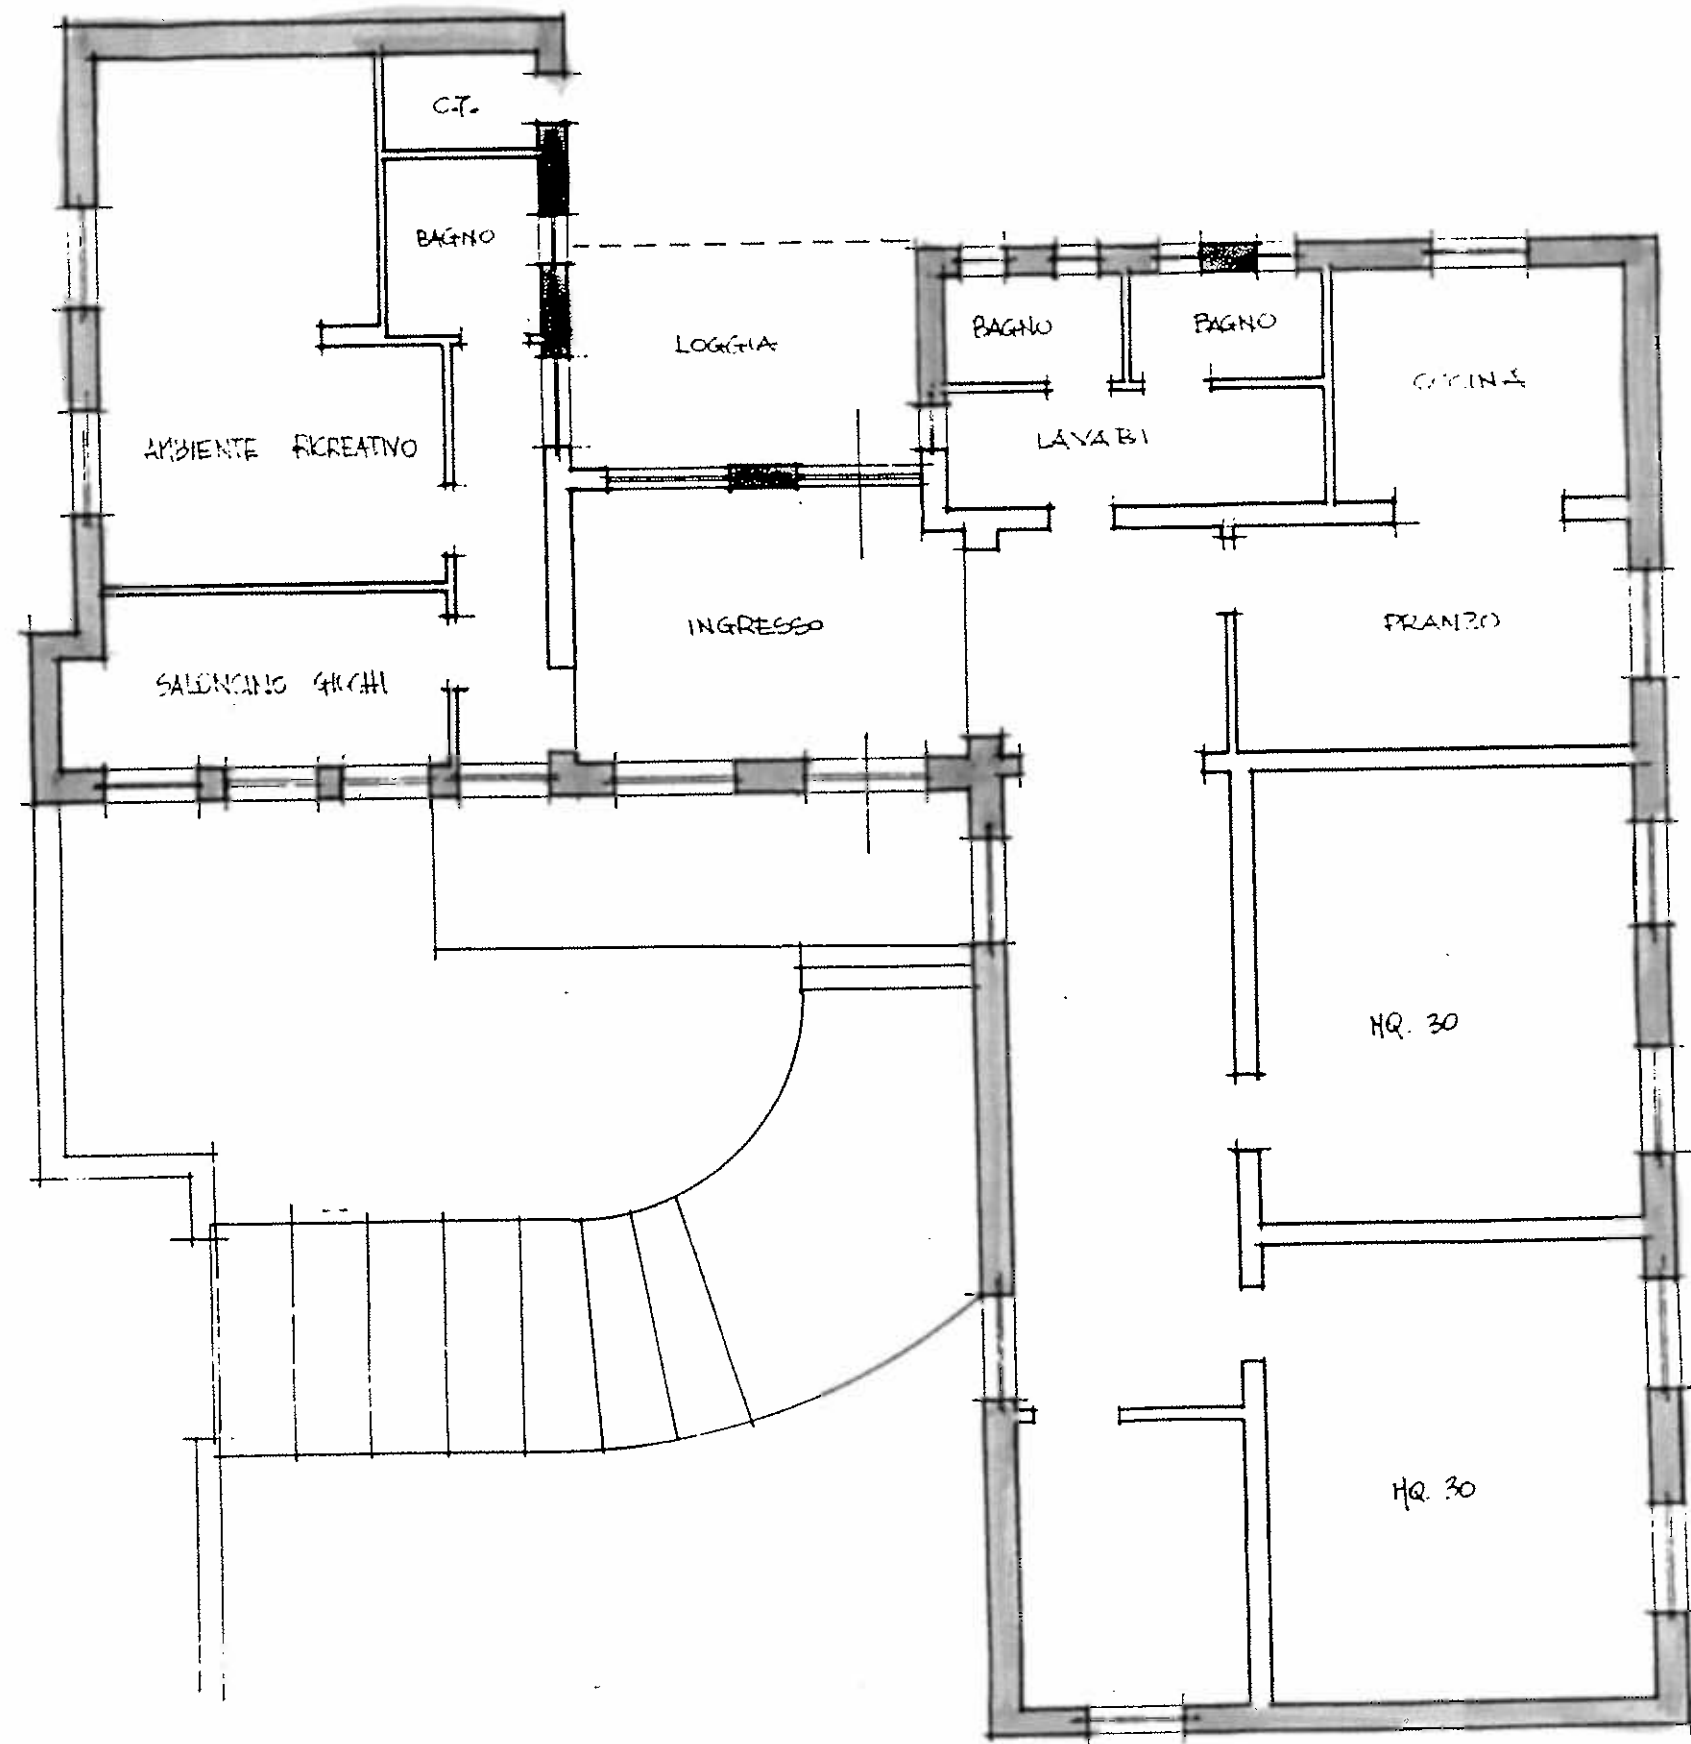 C.T.
BAGNO
LOGGIA
BAGNO
BAGNO
CUCINA
AMBIENTE RICREATIVO
LAVABI
INGRESSO
PRANZO
SALONCINO GIOCHI
MQ. 30
MQ. 30